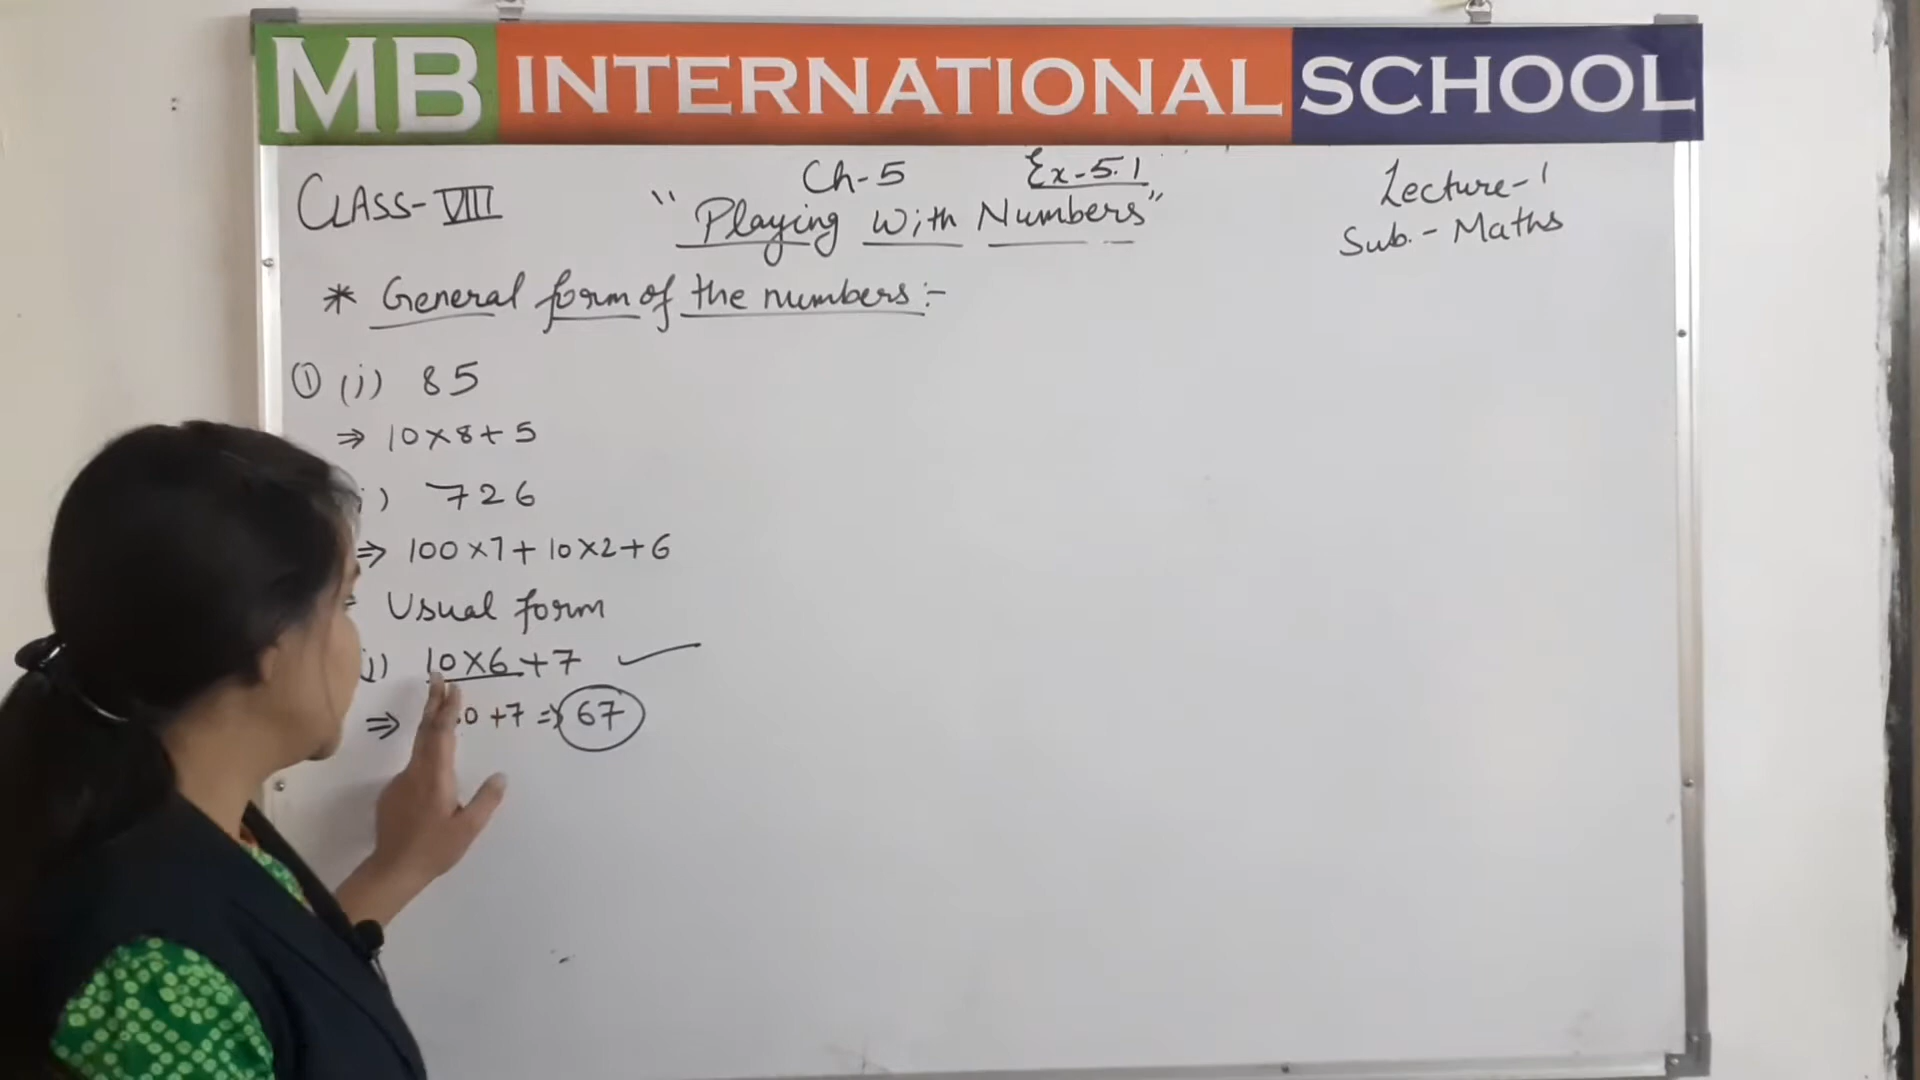 MB INTERNATIONAL SCHOOL
CLASS-VIII
Ch-5 Ex-5.1
"Playing With Numbers"
Lecture-1
Sub.- Maths
* General form of the numbers:-
① (i) 85
⇒ 10×8+5
) 726
⇒ 100×7+10×2+6
Usual form
i) 10×6+7 ✓
⇒ 0+7 ⇒ 67